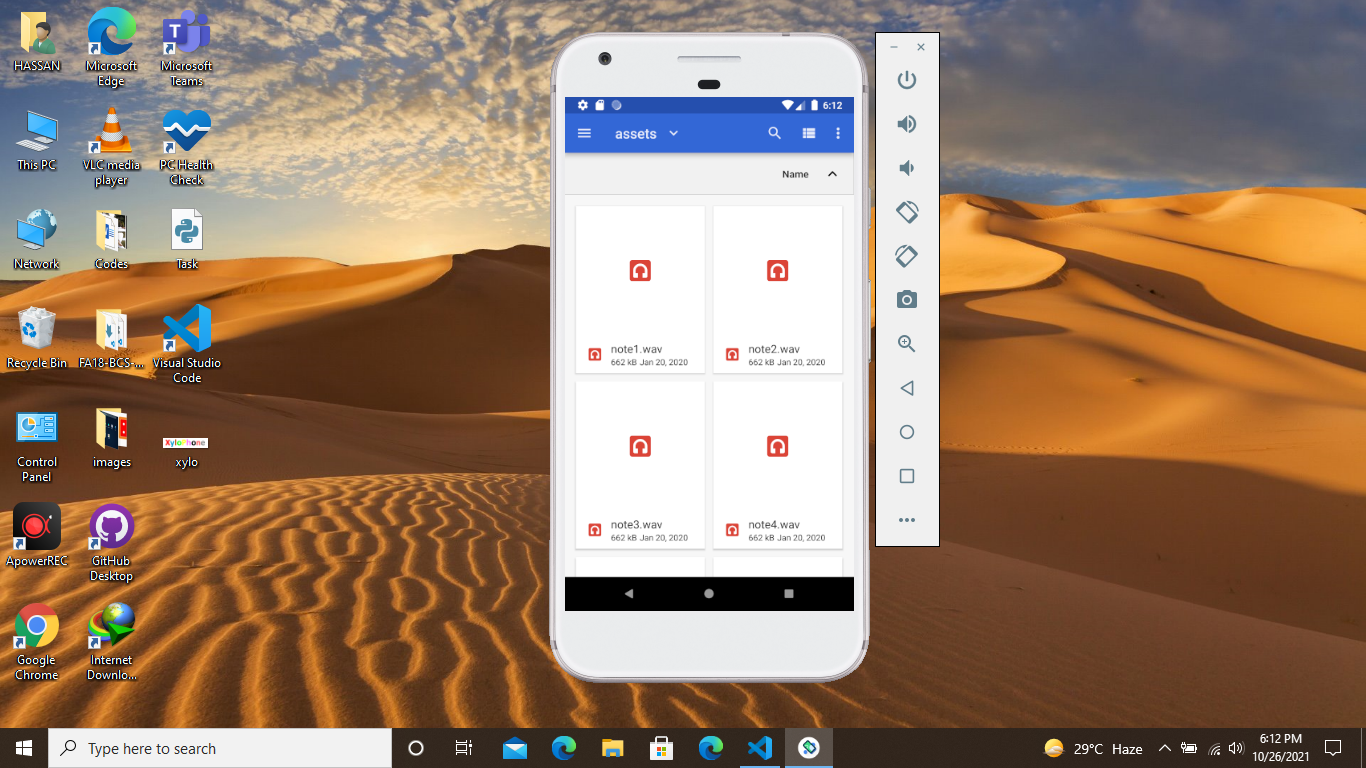 HASSAN
Microsoft
Edge
Microsoft
Teams
This PC
VLC media
player
PC Health
Check
Network
Codes
Task
Recycle Bin
FA18-BCS-...
Visual Studio
Code
Control
Panel
images
XyloPhone
xylo
ApowerREC
GitHub
Desktop
Google
Chrome
Internet
Downlo...
6:12
assets
Name
note1.wav
662 kB Jan 20, 2020
note2.wav
662 kB Jan 20, 2020
note3.wav
662 kB Jan 20, 2020
note4.wav
662 kB Jan 20, 2020
Type here to search
29°C Haze
6:12 PM
10/26/2021